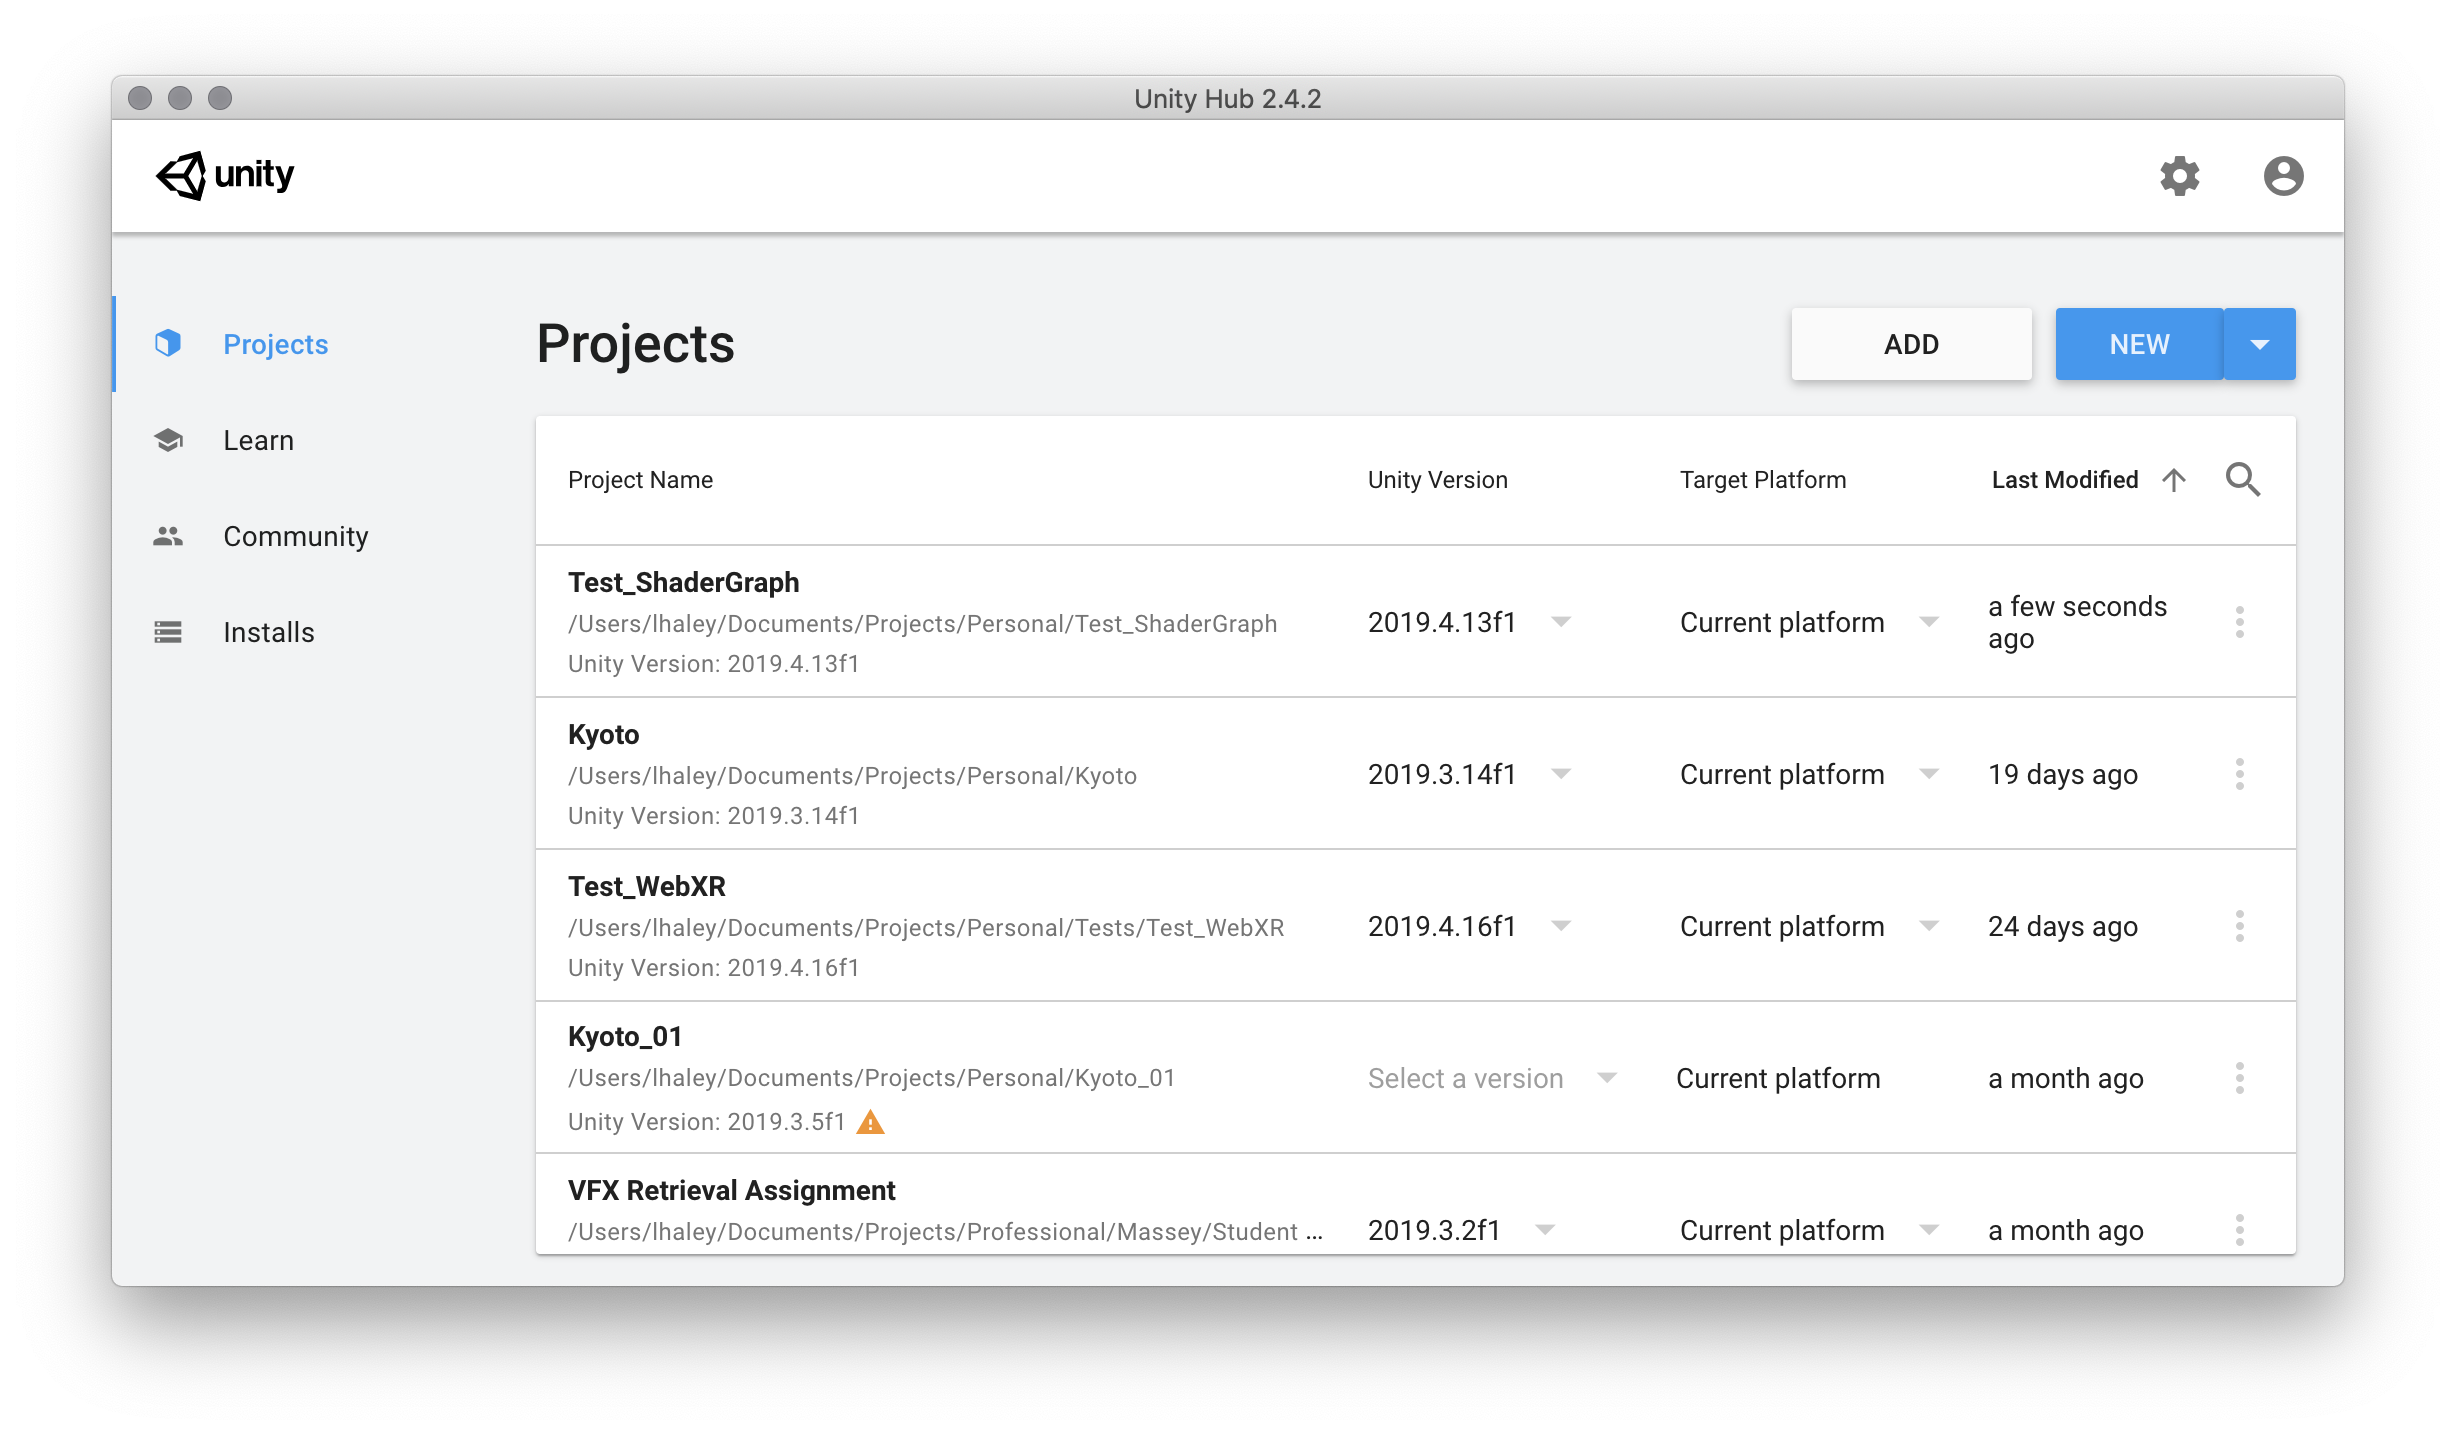 Unity Hub 2.4.2
unity
Projects
Learn
Community
Installs
Projects
ADD
NEW
Project Name
Unity Version
Target Platform
Last Modified
Test_ShaderGraph
/Users/lhaley/Documents/Projects/Personal/Test_ShaderGraph
Unity Version: 2019.4.13f1
2019.4.13f1
Current platform
a few seconds
ago
Kyoto
/Users/lhaley/Documents/Projects/Personal/Kyoto
Unity Version: 2019.3.14f1
2019.3.14f1
Current platform
19 days ago
Test_WebXR
/Users/lhaley/Documents/Projects/Personal/Tests/Test_WebXR
Unity Version: 2019.4.16f1
2019.4.16f1
Current platform
24 days ago
Kyoto_01
/Users/lhaley/Documents/Projects/Personal/Kyoto_01
Unity Version: 2019.3.5f1
Select a version
Current platform
a month ago
VFX Retrieval Assignment
/Users/lhaley/Documents/Projects/Professional/Massey/Student ...
2019.3.2f1
Current platform
a month ago